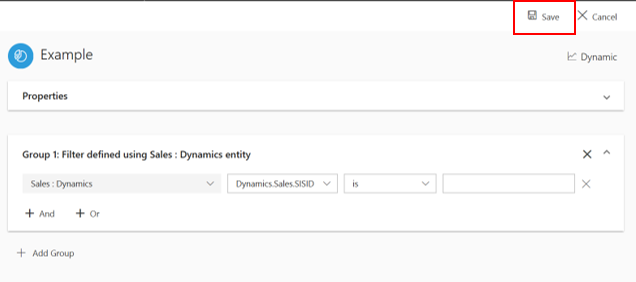 Save Cancel
Example
Dynamic
Properties
Group 1: Filter defined using Sales : Dynamics entity
Sales : Dynamics Dynamics.Sales.SISID is
And Or
Add Group